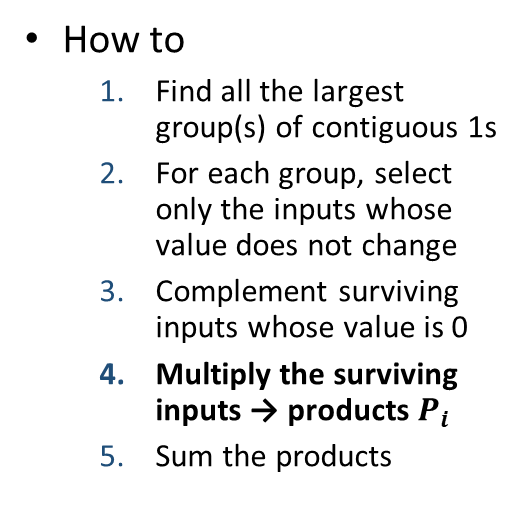 • How to
1. Find all the largest
group(s) of contiguous 1s
2. For each group, select
only the inputs whose
value does not change
3. Complement surviving
inputs whose value is 0
4. Multiply the surviving
inputs → products Pᵢ
5. Sum the products